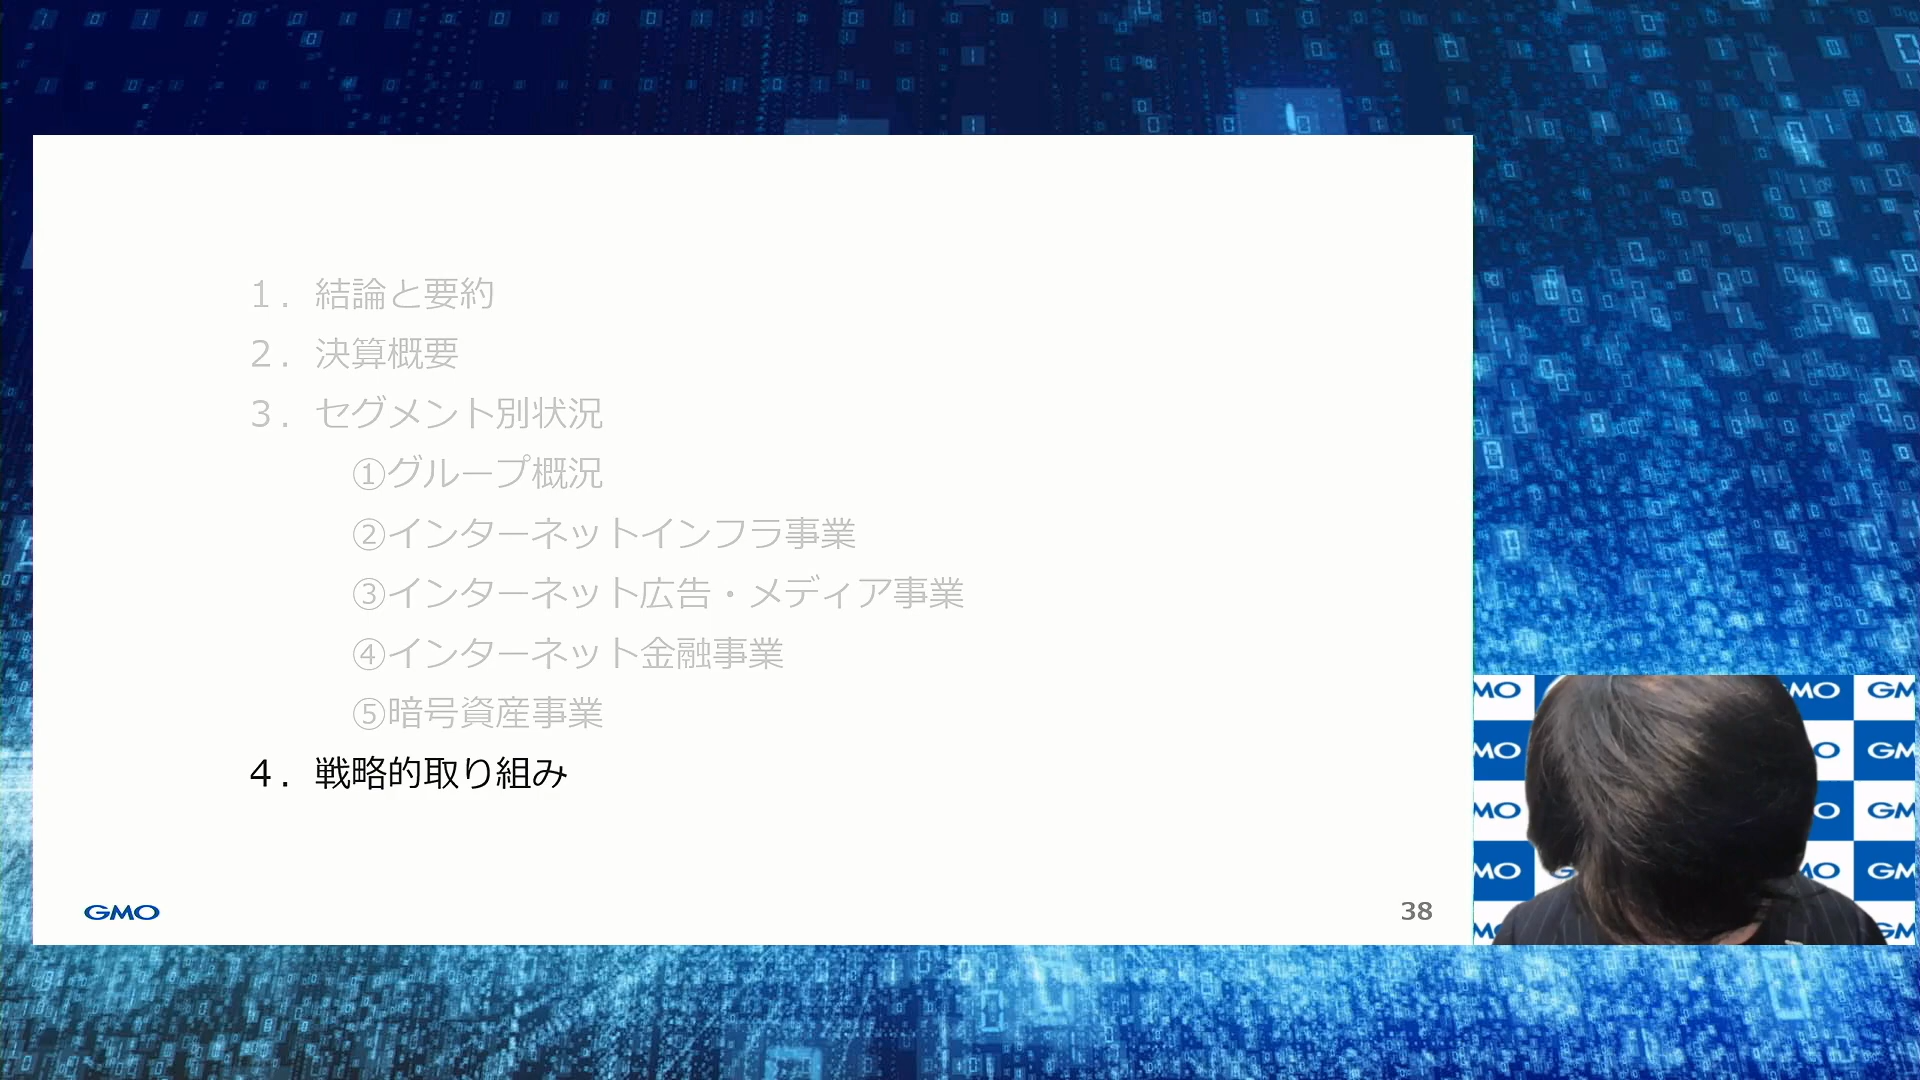 １．結論と要約
２．決算概要
３．セグメント別状況
①グループ概況
②インターネットインフラ事業
③インターネット広告・メディア事業
④インターネット金融事業
⑤暗号資産事業
４．戦略的取り組み
GMO
38